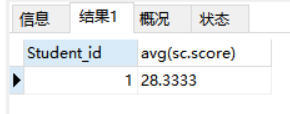 信息 结果1 概况 状态
Student_id avg(sc.score)
1 28.3333